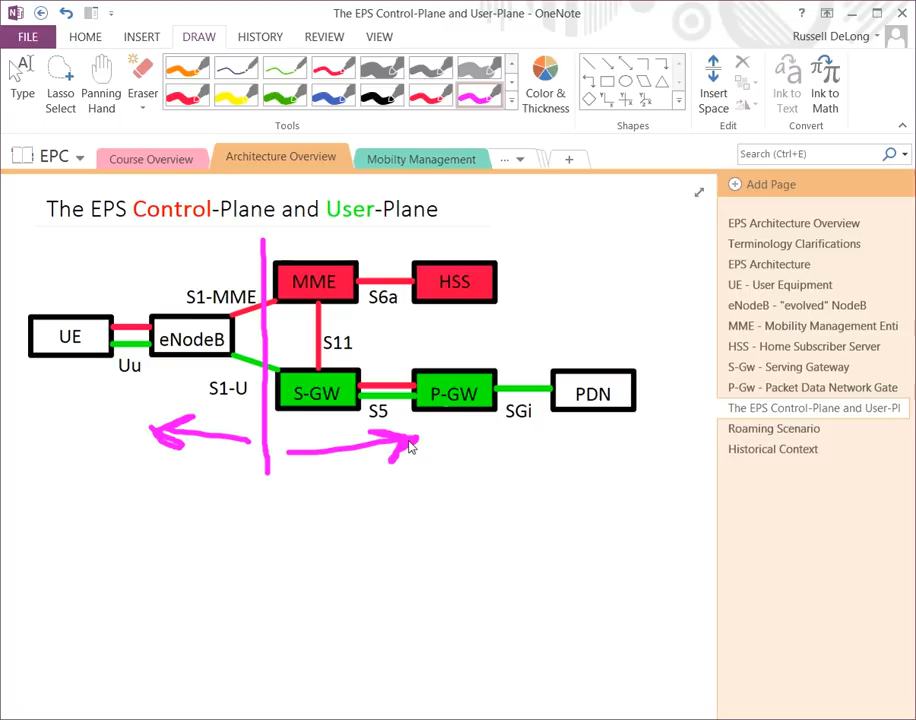 The EPS Control-Plane and User-Plane - OneNote
FILE HOME INSERT DRAW HISTORY REVIEW VIEW
Russell DeLong
Type
Lasso Select
Panning Hand
Eraser
Color & Thickness
Insert Space
Ink to Text
Ink to Math
Tools
Shapes
Edit
Convert
EPC
Course Overview
Architecture Overview
Mobilty Management
...
Search (Ctrl+E)
The EPS Control-Plane and User-Plane
MME
HSS
S1-MME
S6a
UE
eNodeB
S11
Uu
S1-U
S-GW
P-GW
PDN
S5
SGi
Add Page
EPS Architecture Overview
Terminology Clarifications
EPS Architecture
UE - User Equipment
eNodeB - "evolved" NodeB
MME - Mobility Management Enti
HSS - Home Subscriber Server
S-Gw - Serving Gateway
P-Gw - Packet Data Network Gate
The EPS Control-Plane and User-Pl
Roaming Scenario
Historical Context